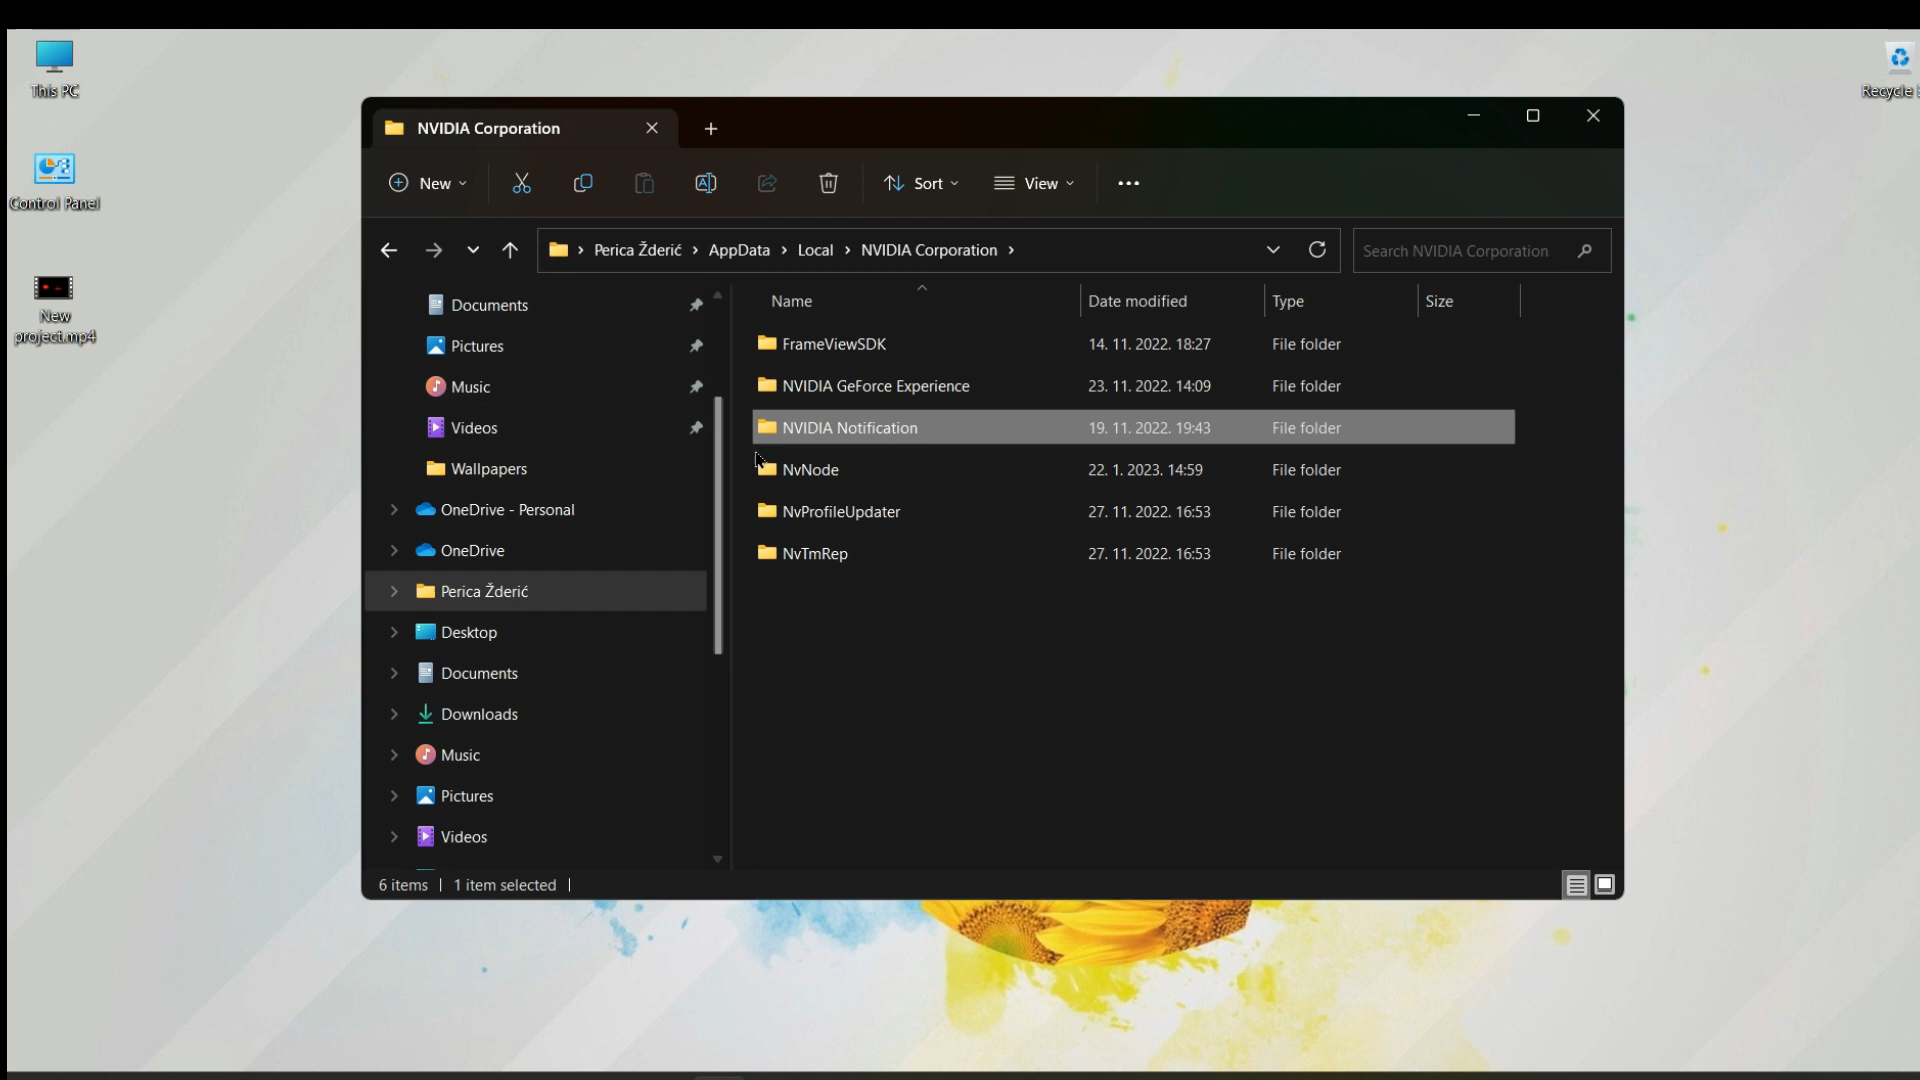 This PC
Control Panel
New
project.mp4
Recycle
NVIDIA Corporation
New
Sort
View
Perica Žderić > AppData > Local > NVIDIA Corporation >
Search NVIDIA Corporation
Documents
Pictures
Music
Videos
Wallpapers
OneDrive - Personal
OneDrive
Perica Žderić
Desktop
Documents
Downloads
Music
Pictures
Videos
Name Date modified Type Size
FrameViewSDK 14. 11. 2022. 18:27 File folder
NVIDIA GeForce Experience 23. 11. 2022. 14:09 File folder
NVIDIA Notification 19. 11. 2022. 19:43 File folder
NvNode 22. 1. 2023. 14:59 File folder
NvProfileUpdater 27. 11. 2022. 16:53 File folder
NvTmRep 27. 11. 2022. 16:53 File folder
6 items | 1 item selected |